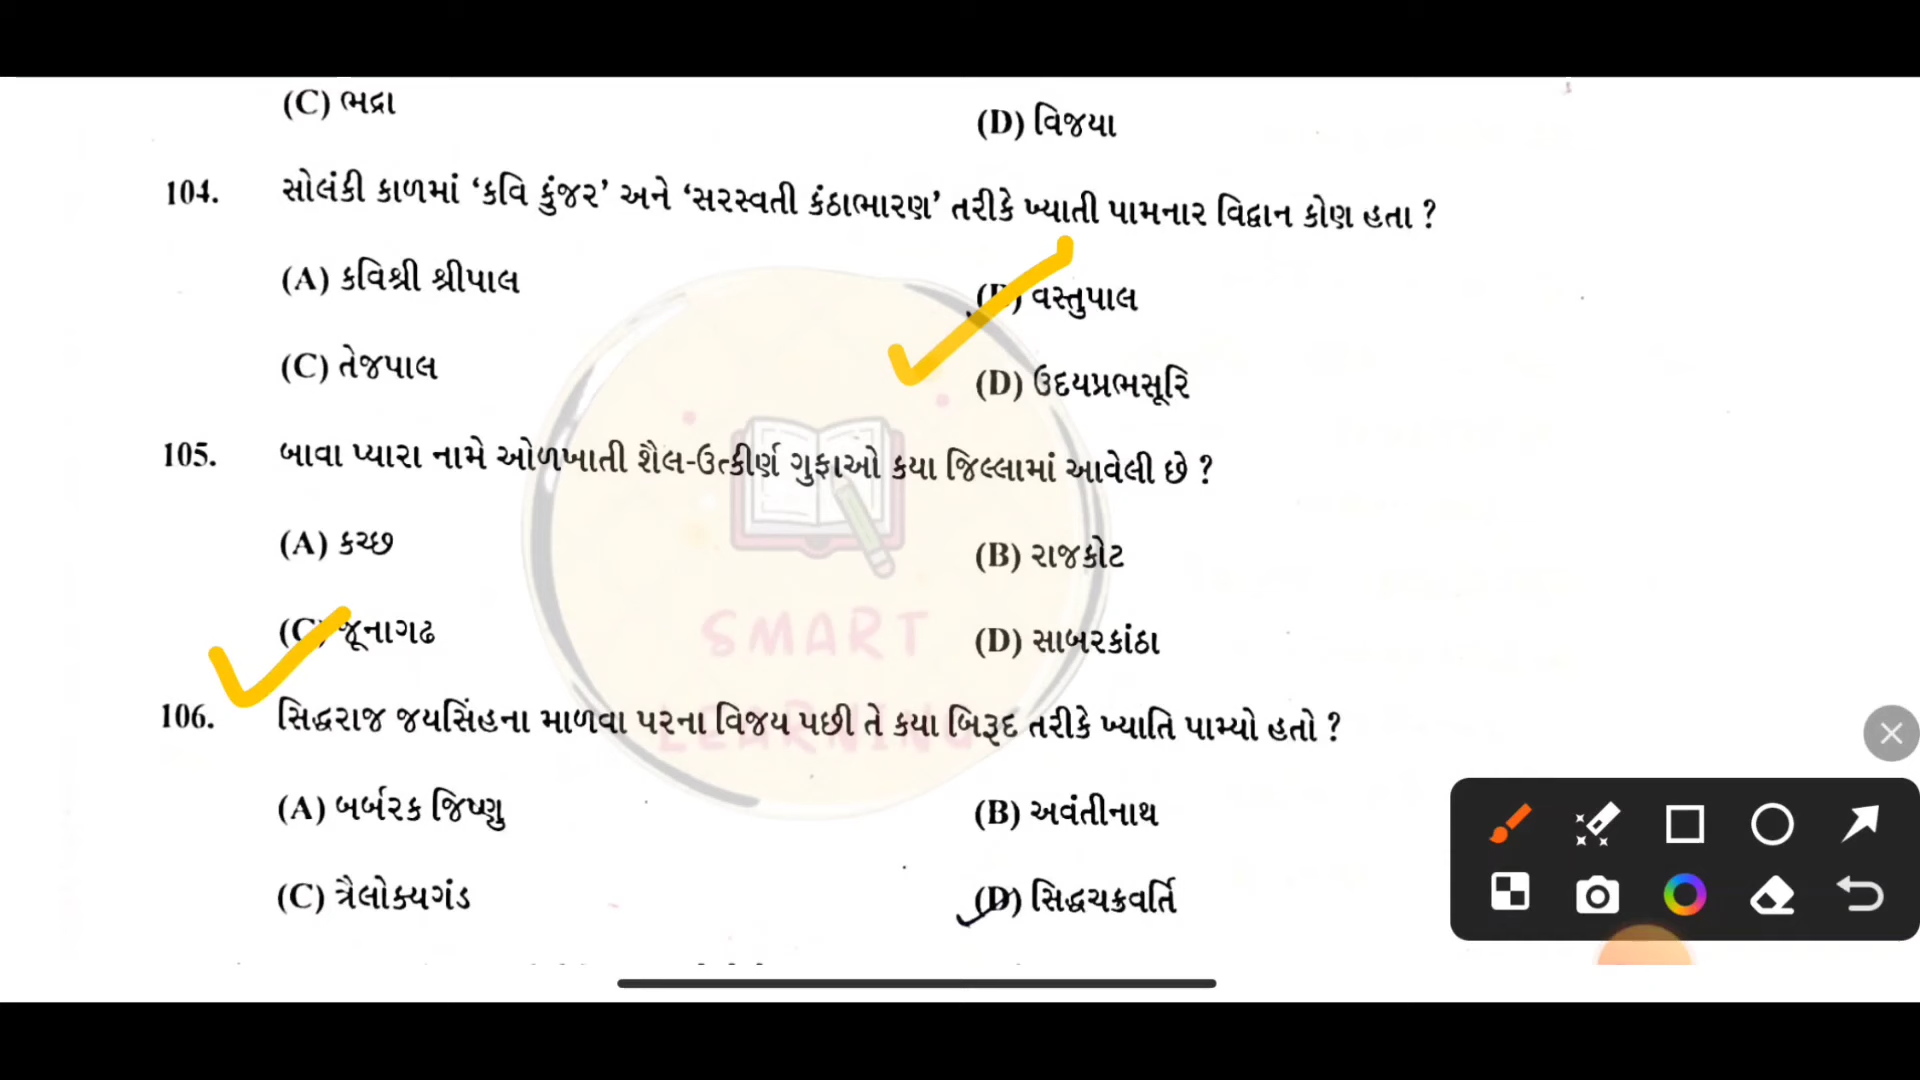 (C) ભદ્રા
(D) વિજયા
104. સોલંકી કાળમાં ‘કવિ કુંજર’ અને ‘સરસ્વતી કંઠાભારણ’ તરીકે ખ્યાતી પામનાર વિદ્વાન કોણ હતા ?
(A) કવિશ્રી શ્રીપાલ
(B) વસ્તુપાલ
(C) તેજપાલ
(D) ઉદયપ્રભસૂરિ
105. બાવા પ્યારા નામે ઓળખાતી શૈલ-ઉત્કીર્ણ ગુફાઓ કયા જિલ્લામાં આવેલી છે ?
(A) કચ્છ
(B) રાજકોટ
(C) જૂનાગઢ
(D) સાબરકાંઠા
SMART
LEARNING
106. સિદ્ધરાજ જયસિંહના માળવા પરના વિજય પછી તે કયા બિરૂદ તરીકે ખ્યાતિ પામ્યો હતો ?
(A) બર્બરક જિષ્ણુ
(B) અવંતીનાથ
(C) ત્રૈલોક્યગંડ
(D) સિદ્ધચક્રવર્તિ